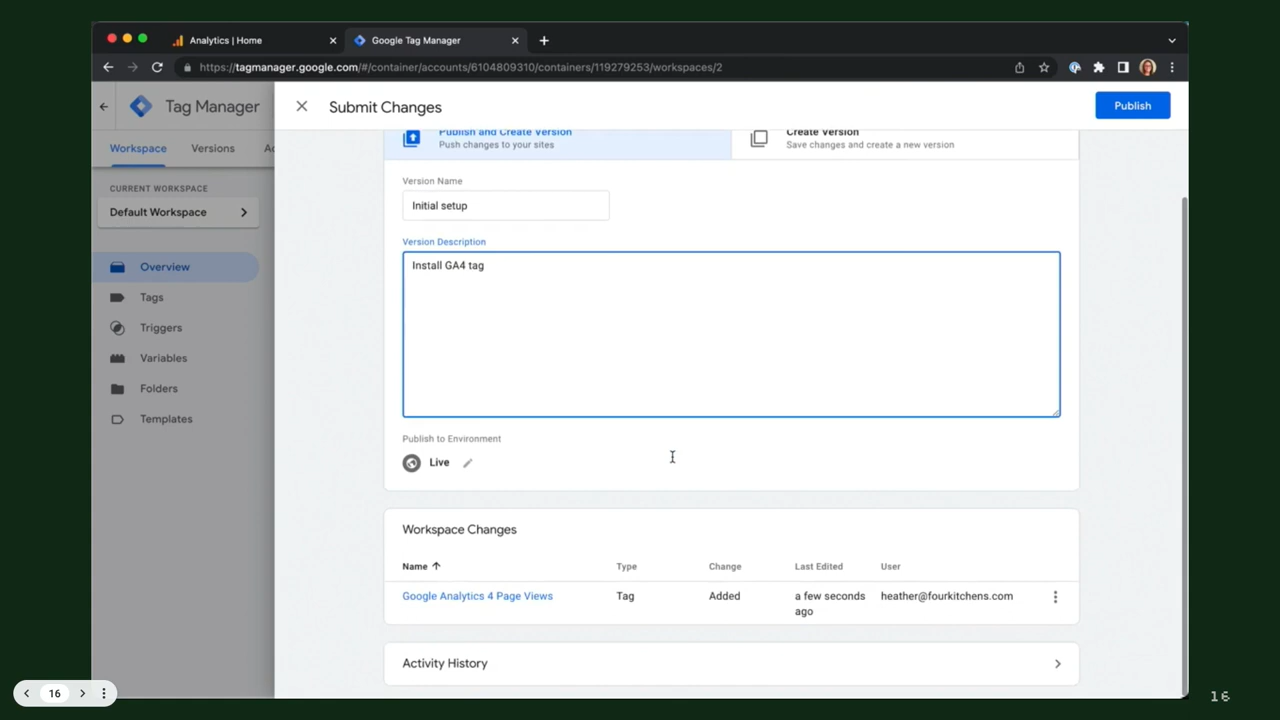 Analytics | Home
Google Tag Manager
https://tagmanager.google.com/#/container/accounts/6104809310/containers/119279253/workspaces/2
Tag Manager
Submit Changes
Publish
Workspace
Versions
Publish and Create Version
Push changes to your sites
Create Version
Save changes and create a new version
CURRENT WORKSPACE
Default Workspace
Version Name
Initial setup
Version Description
Install GA4 tag
Overview
Tags
Triggers
Variables
Folders
Templates
Publish to Environment
Live
Workspace Changes
Name
Type
Change
Last Edited
User
Google Analytics 4 Page Views
Tag
Added
a few seconds
ago
heather@fourkitchens.com
Activity History
16
16